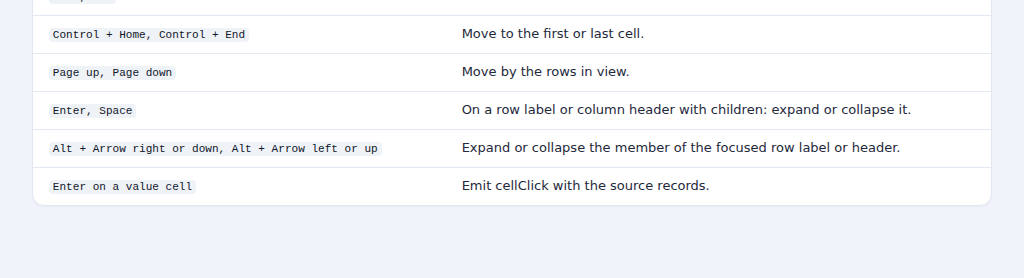 Control + Home, Control + End Move to the first or last cell.
Page up, Page down Move by the rows in view.
Enter, Space On a row label or column header with children: expand or collapse it.
Alt + Arrow right or down, Alt + Arrow left or up Expand or collapse the member of the focused row label or header.
Enter on a value cell Emit cellClick with the source records.